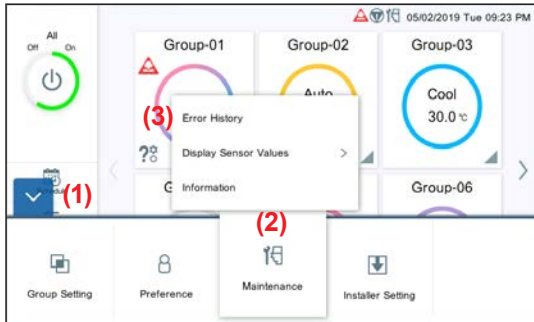 05/02/2019 Tue 09:23 PM
All
Off On
Group-01
Group-02
Group-03
Auto
Cool
30.0 ℃
(3)
Error History
Display Sensor Values >
Information
(1)
Group-06
(2)
Group Setting
Preference
Maintenance
Installer Setting